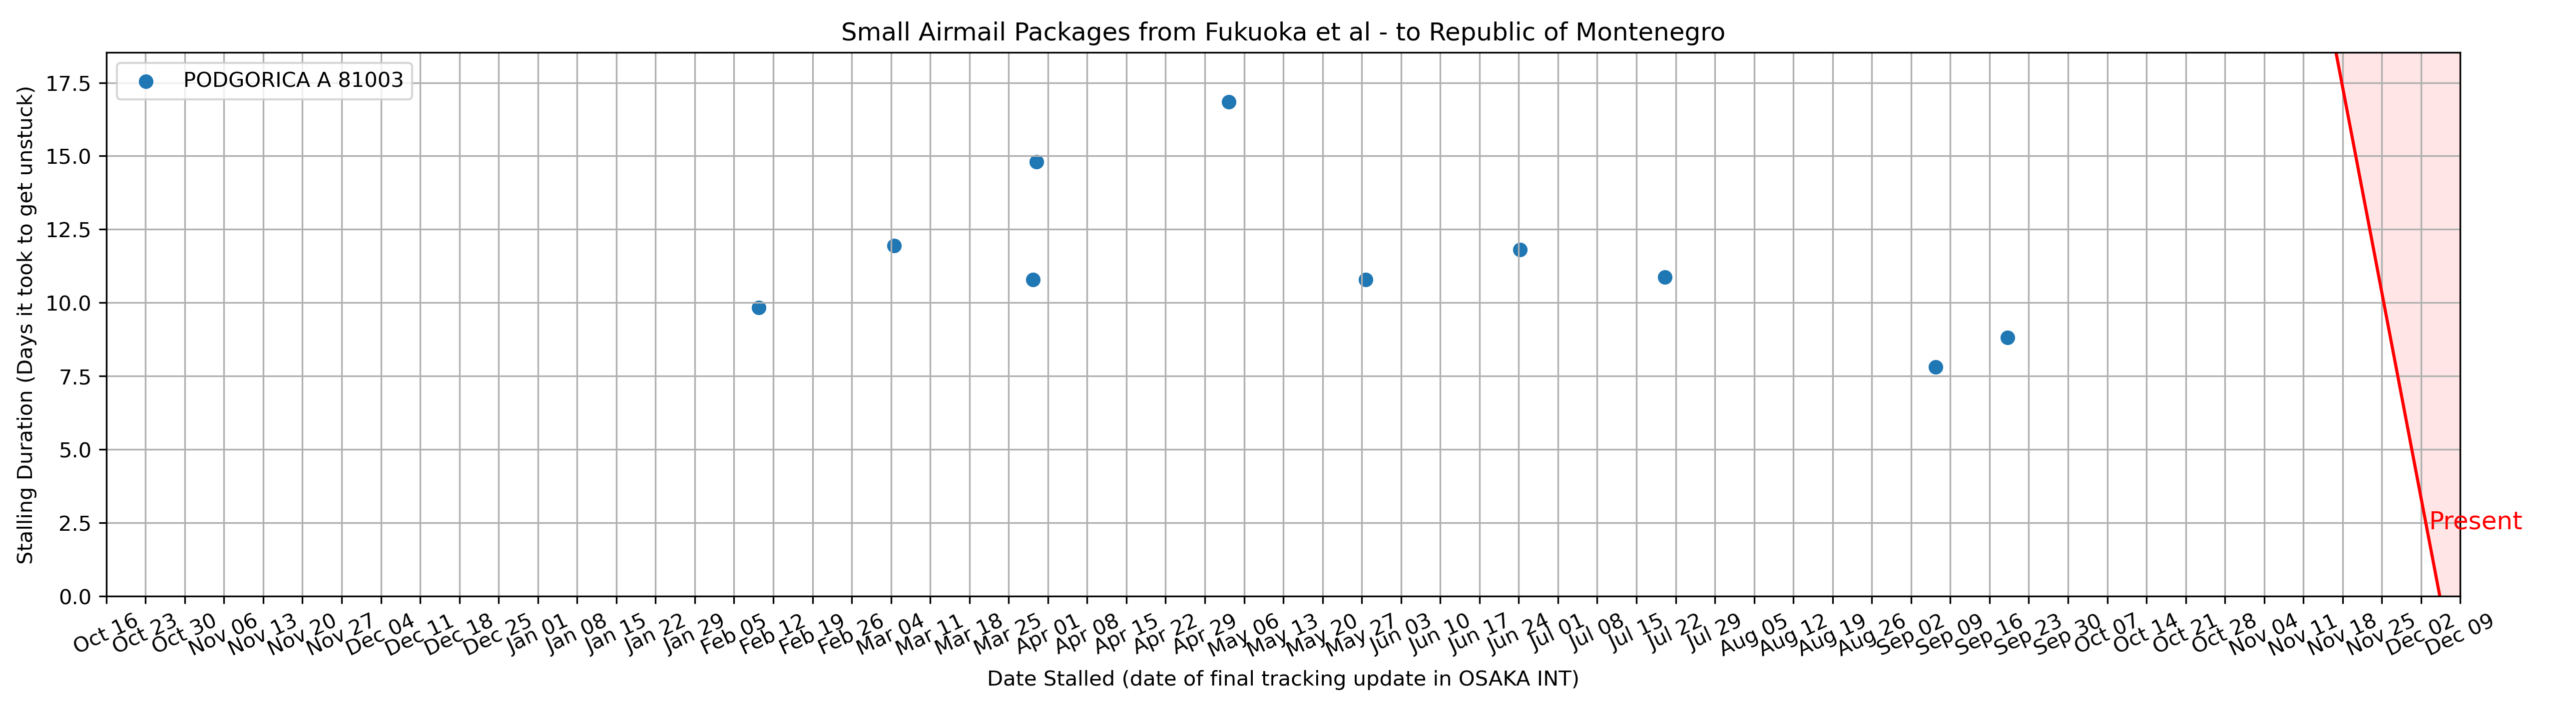 Small Airmail Packages from Fukuoka et al - to Republic of Montenegro
PODGORICA A 81003
Stalling Duration (Days it took to get unstuck)
17.5
15.0
12.5
10.0
7.5
5.0
2.5
0.0
Present
Oct 16
Oct 23
Oct 30
Nov 06
Nov 13
Nov 20
Nov 27
Dec 04
Dec 11
Dec 18
Dec 25
Jan 01
Jan 08
Jan 15
Jan 22
Jan 29
Feb 05
Feb 12
Feb 19
Feb 26
Mar 04
Mar 11
Mar 18
Mar 25
Apr 01
Apr 08
Apr 15
Apr 22
Apr 29
May 06
May 13
May 20
May 27
Jun 03
Jun 10
Jun 17
Jun 24
Jul 01
Jul 08
Jul 15
Jul 22
Jul 29
Aug 05
Aug 12
Aug 19
Aug 26
Sep 02
Sep 09
Sep 16
Sep 23
Sep 30
Oct 07
Oct 14
Oct 21
Oct 28
Nov 04
Nov 11
Nov 18
Nov 25
Dec 02
Dec 09
Date Stalled (date of final tracking update in OSAKA INT)